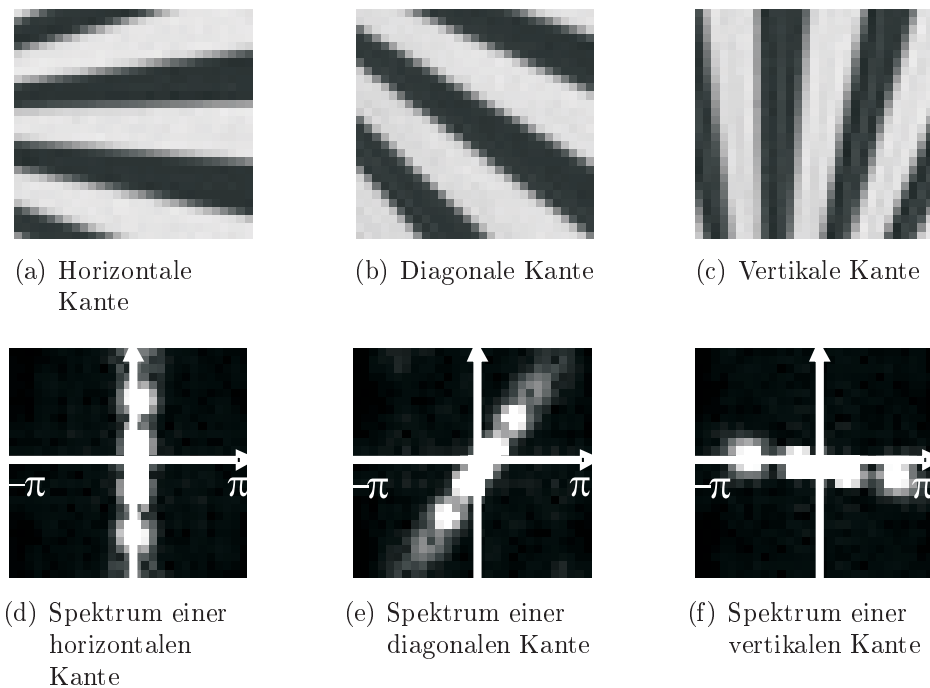 (a) Horizontale
Kante
(b) Diagonale Kante
(c) Vertikale Kante
−π π
−π π
−π π
(d) Spektrum einer
horizontalen
Kante
(e) Spektrum einer
diagonalen Kante
(f) Spektrum einer
vertikalen Kante